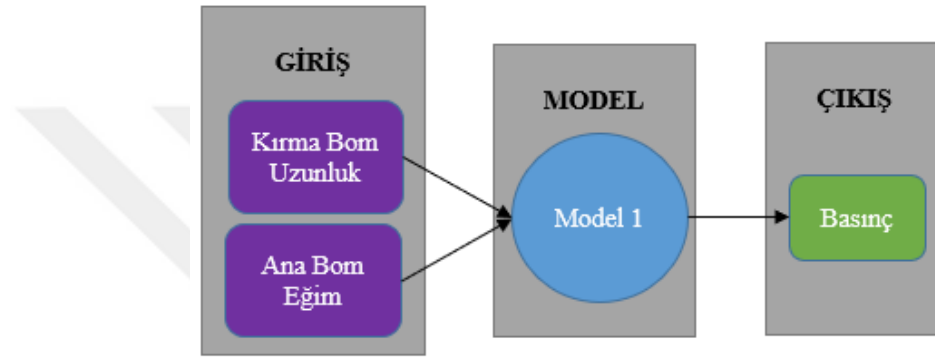 GİRİŞ
Kırma Bom
Uzunluk
Ana Bom
Eğim
MODEL
Model 1
ÇIKIŞ
Basınç